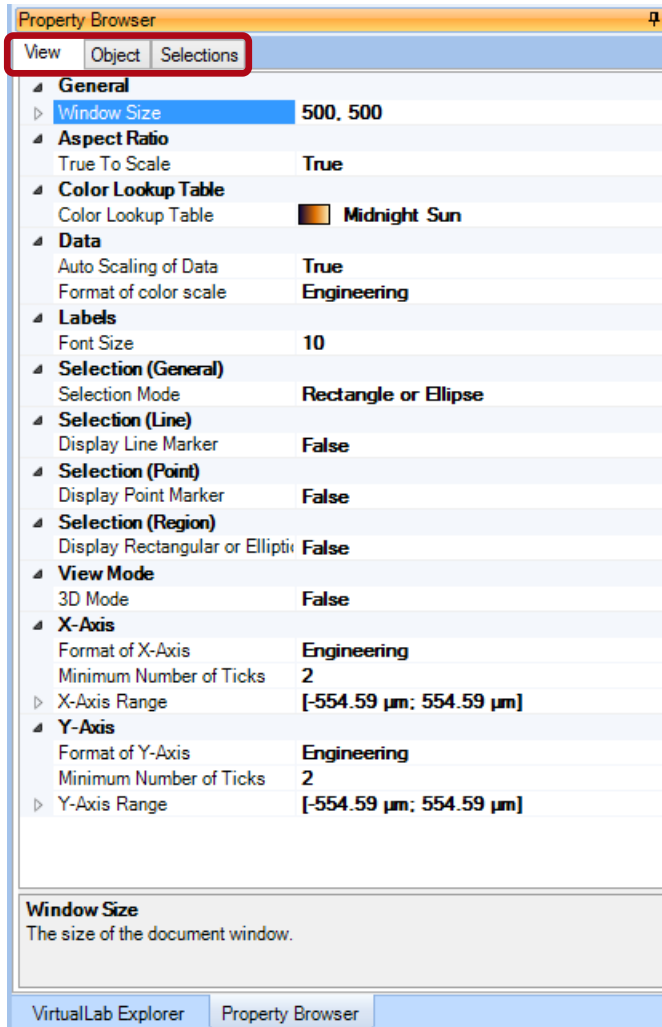 Property Browser
View Object Selections
General
Window Size 500, 500
Aspect Ratio
True To Scale True
Color Lookup Table
Color Lookup Table Midnight Sun
Data
Auto Scaling of Data True
Format of color scale Engineering
Labels
Font Size 10
Selection (General)
Selection Mode Rectangle or Ellipse
Selection (Line)
Display Line Marker False
Selection (Point)
Display Point Marker False
Selection (Region)
Display Rectangular or Elliptic False
View Mode
3D Mode False
X-Axis
Format of X-Axis Engineering
Minimum Number of Ticks 2
X-Axis Range [-554.59 µm; 554.59 µm]
Y-Axis
Format of Y-Axis Engineering
Minimum Number of Ticks 2
Y-Axis Range [-554.59 µm; 554.59 µm]
Window Size
The size of the document window.
VirtualLab Explorer Property Browser